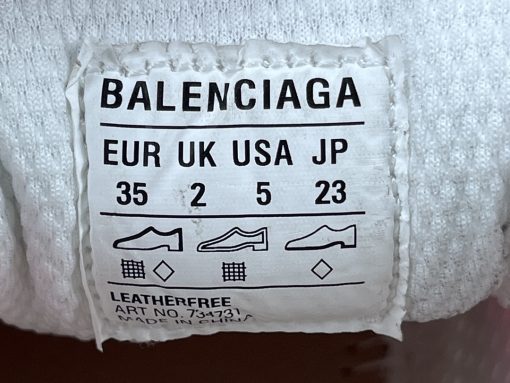 BALENCIAGA
EUR UK USA JP
35 2 5 23
LEATHERFREE
ART NO. 734731
MADE IN CHINA